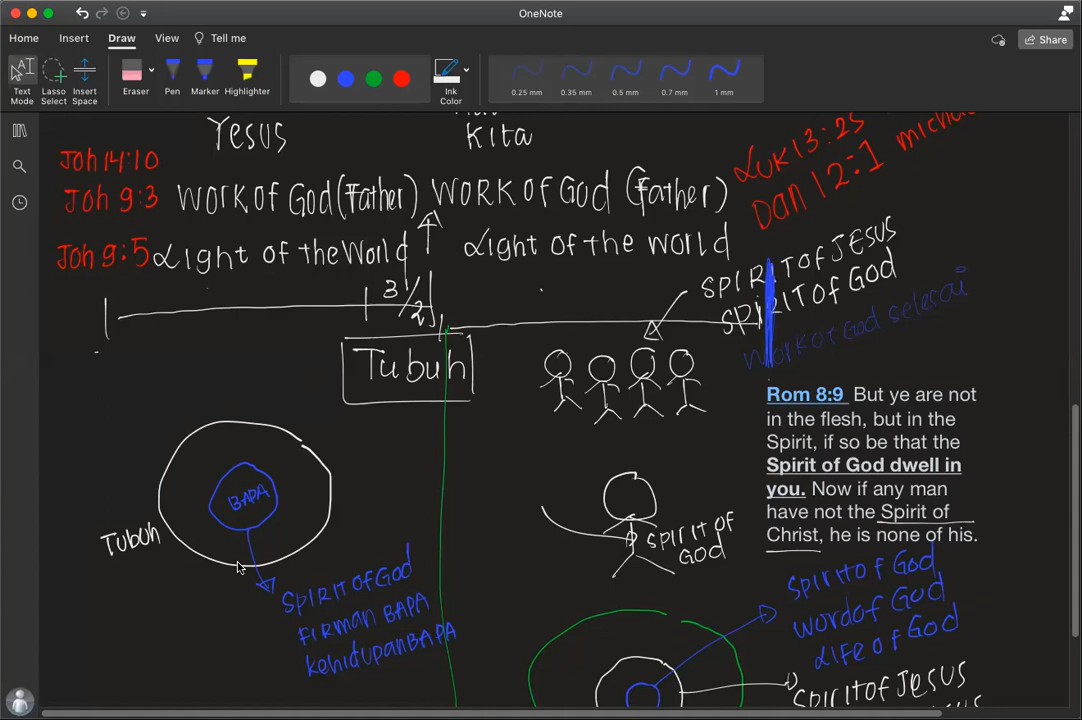 OneNote
Home Insert Draw View Tell me
Share
Text Mode
Lasso Select
Insert Space
Eraser
Pen
Marker
Highlighter
Ink Color
0.25 mm 0.35 mm 0.5 mm 0.7 mm 1 mm
Yesus
Kita
Joh 14:10
Joh 9:3 WORK OF GOD (Father) WORK OF GOD (Father)
Joh 9:5 Light of the World Light of the world
Luk 13:25
Dan 12:1
3 1/2
SPIRIT OF JESUS
SPIRIT OF GOD
Work of God selesai
Tubuh
Rom 8:9 But ye are not
in the flesh, but in the
Spirit, if so be that the
Spirit of God dwell in
you. Now if any man
have not the Spirit of
Christ, he is none of his.
BAPA
Tubuh
SPIRIT OF God
FIRMAN BAPA
kehidupan BAPA
SPIRIT OF
GOD
Spirit of God
word of God
Life of God
Spirit of Jesus